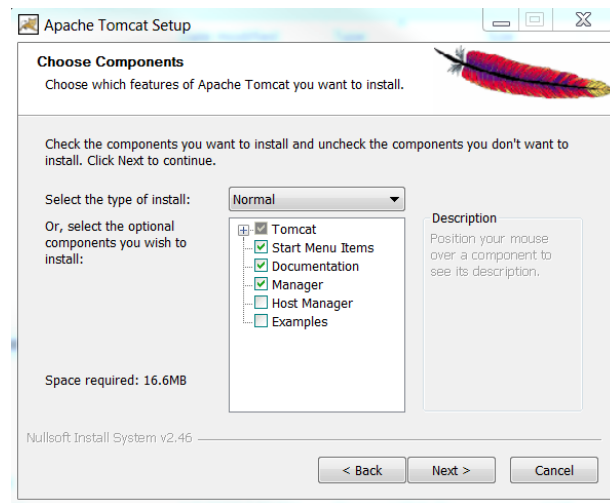 Apache Tomcat Setup
Choose Components
Choose which features of Apache Tomcat you want to install.
Check the components you want to install and uncheck the components you don't want to
install. Click Next to continue.
Select the type of install:
Normal
Or, select the optional
components you wish to
install:
Tomcat
Start Menu Items
Documentation
Manager
Host Manager
Examples
Description
Position your mouse
over a component to
see its description.
Space required: 16.6MB
Nullsoft Install System v2.46
< Back
Next >
Cancel